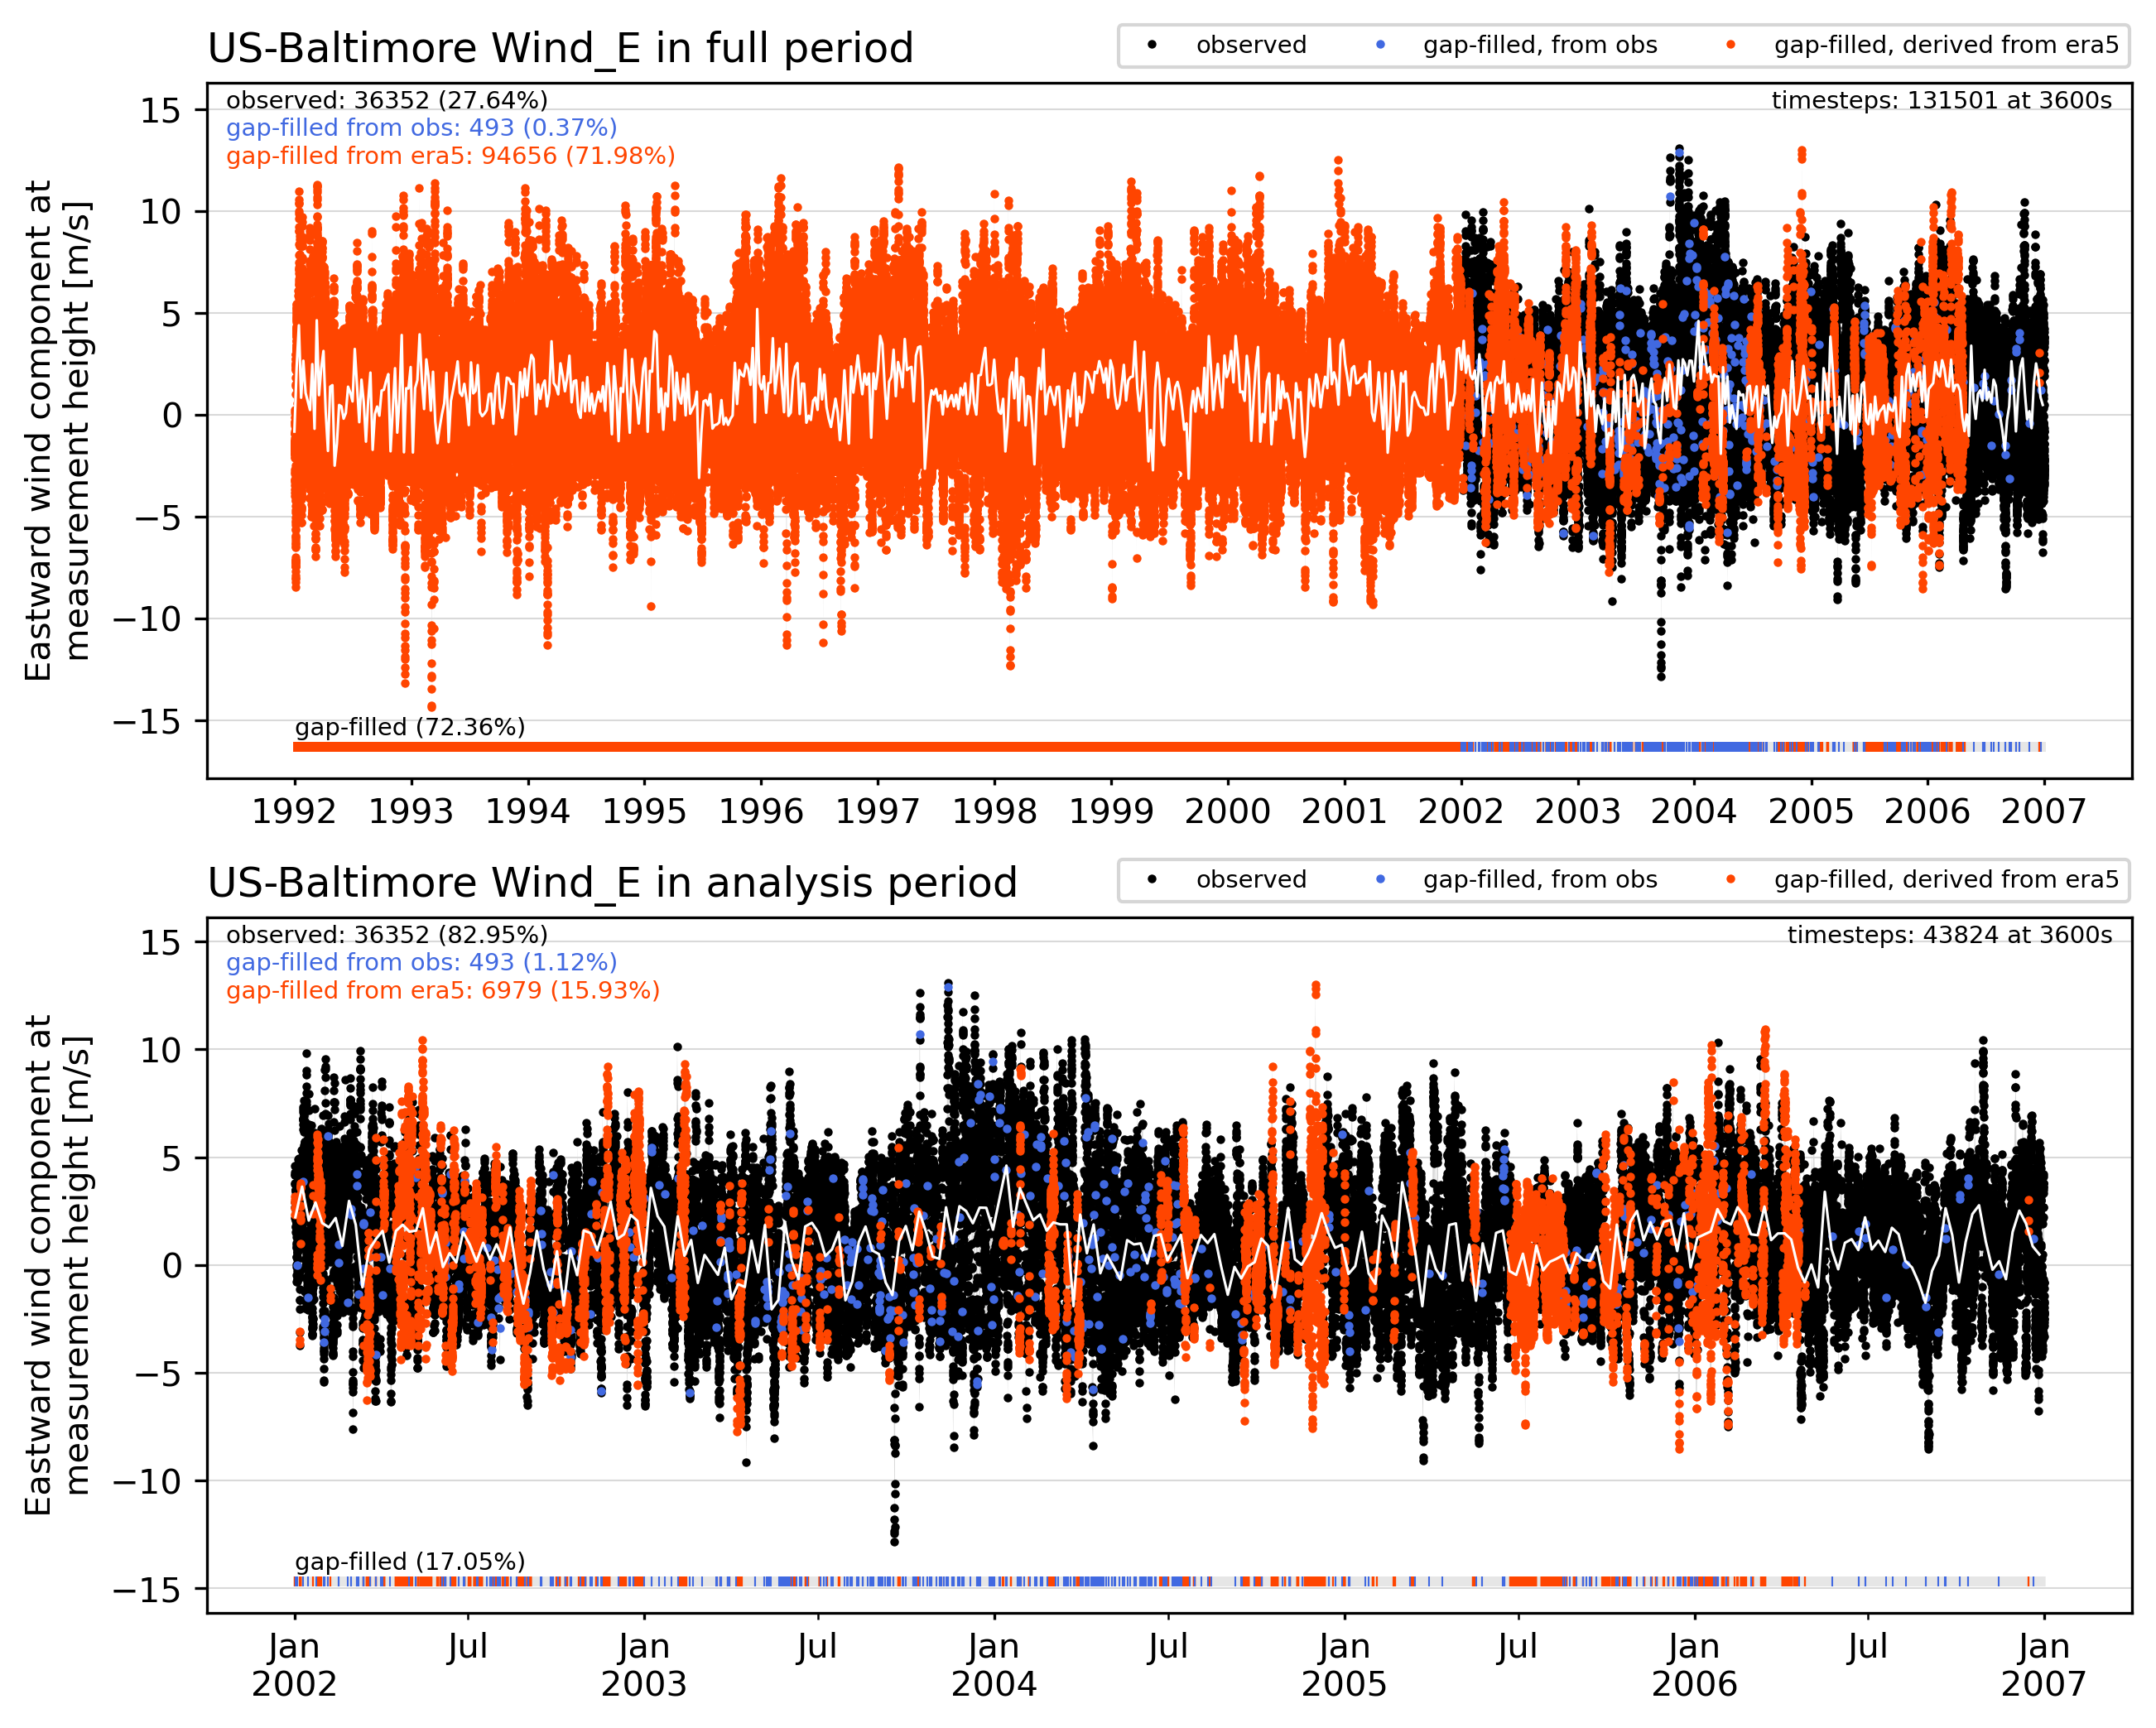 US-Baltimore Wind_E in full period
observed
gap-filled, from obs
gap-filled, derived from era5
observed: 36352 (27.64%)
timesteps: 131501 at 3600s
gap-filled from obs: 493 (0.37%)
gap-filled from era5: 94656 (71.98%)
Eastward wind component at
measurement height [m/s]
15
10
5
0
−5
−10
−15
gap-filled (72.36%)
1992 1993 1994 1995 1996 1997 1998 1999 2000 2001 2002 2003 2004 2005 2006 2007
US-Baltimore Wind_E in analysis period
observed
gap-filled, from obs
gap-filled, derived from era5
observed: 36352 (82.95%)
timesteps: 43824 at 3600s
gap-filled from obs: 493 (1.12%)
gap-filled from era5: 6979 (15.93%)
Eastward wind component at
measurement height [m/s]
15
10
5
0
−5
−10
−15
gap-filled (17.05%)
Jan Jul Jan Jul Jan Jul Jan Jul Jan Jul Jan
2002 2003 2004 2005 2006 2007